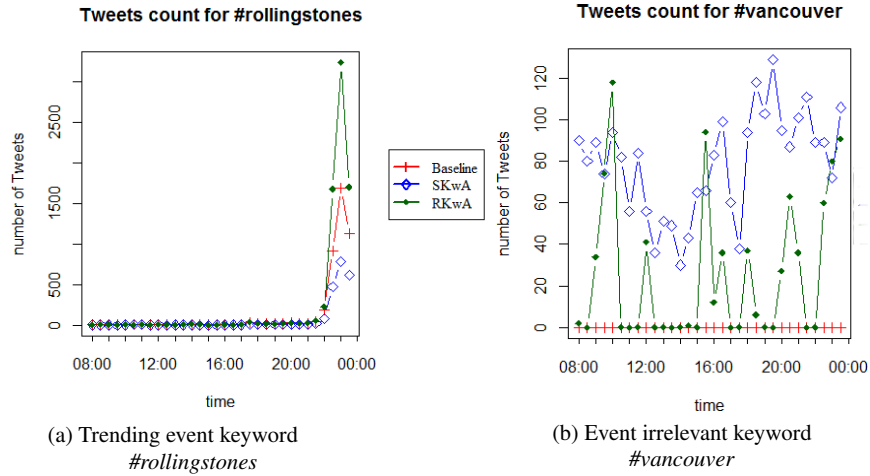 Tweets count for #rollingstones
number of Tweets
2500
1500
500
0
08:00 12:00 16:00 20:00 00:00
time
Baseline
SKwA
RKwA
(a) Trending event keyword
#rollingstones
Tweets count for #vancouver
number of Tweets
120
100
80
60
40
20
0
08:00 12:00 16:00 20:00 00:00
time
(b) Event irrelevant keyword
#vancouver